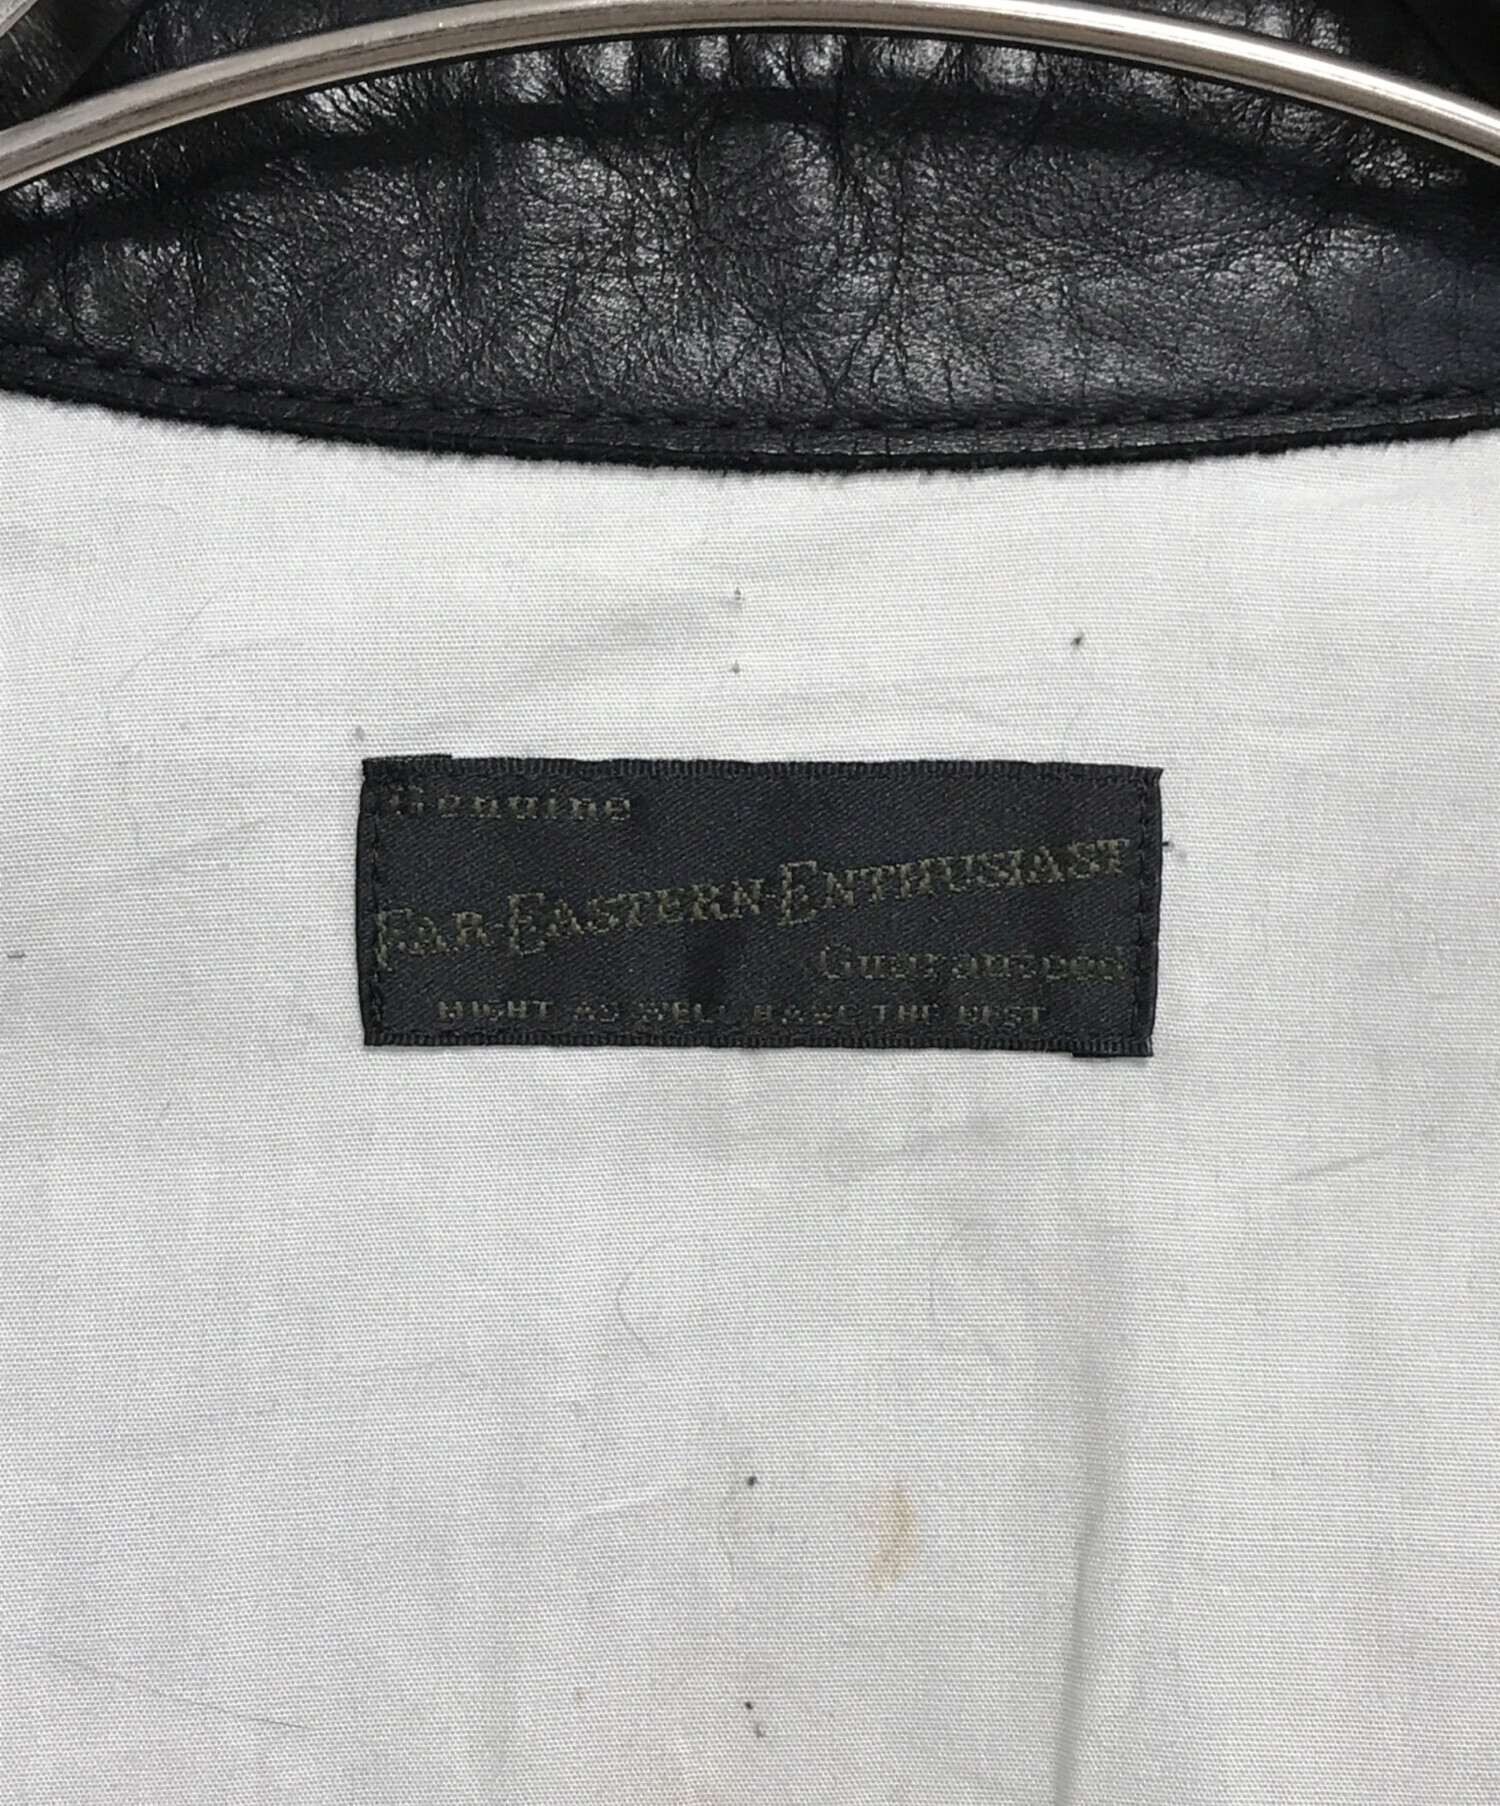 Genuine
FAR-EASTERN-ENTHUSIAST
Guaranteed
MIGHT AS WELL HAVE THE BEST